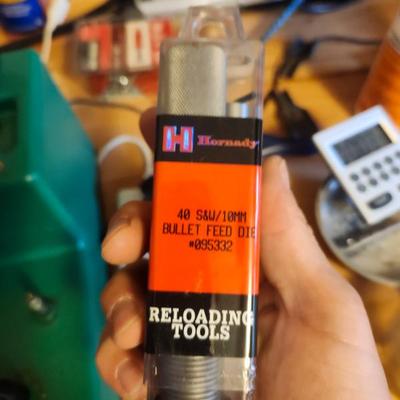 H Hornady
40 S&W/10MM
BULLET FEED DIE
#095332
RELOADING
TOOLS